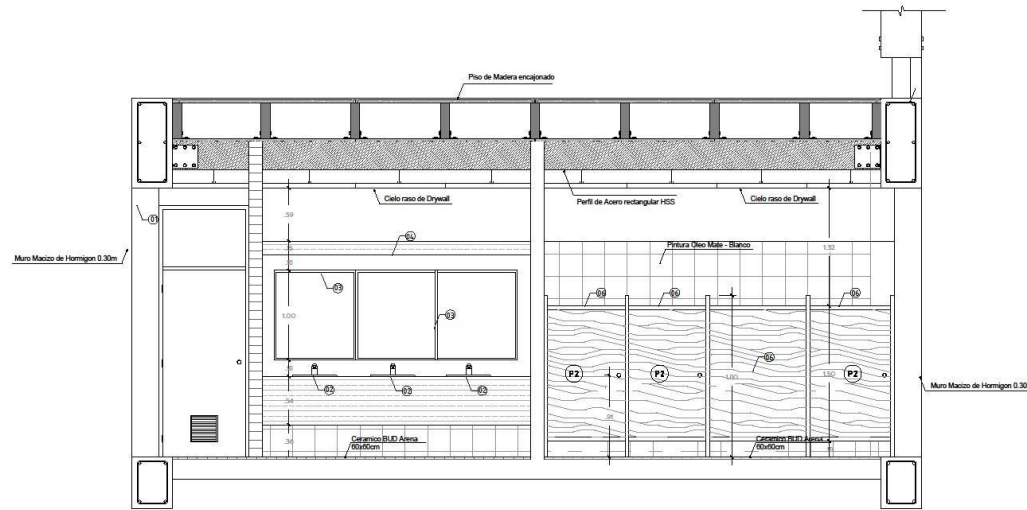 Piso de Madera encajonado
Cielo raso de Drywall
Perfil de Acero rectangular HSS
Cielo raso de Drywall
01
.59
04
Pintura Oleo Mate - Blanco
1.32
Muro Macizo de Hormigon 0.30m
03
06
06
06
1.00
03
06
P2
P2
1.80
1.50
P2
02
02
02
Muro Macizo de Hormigon 0.30
.54
.91
.36
Ceramico BUD Arena
60x60cm
Ceramico BUD Arena
60x60cm